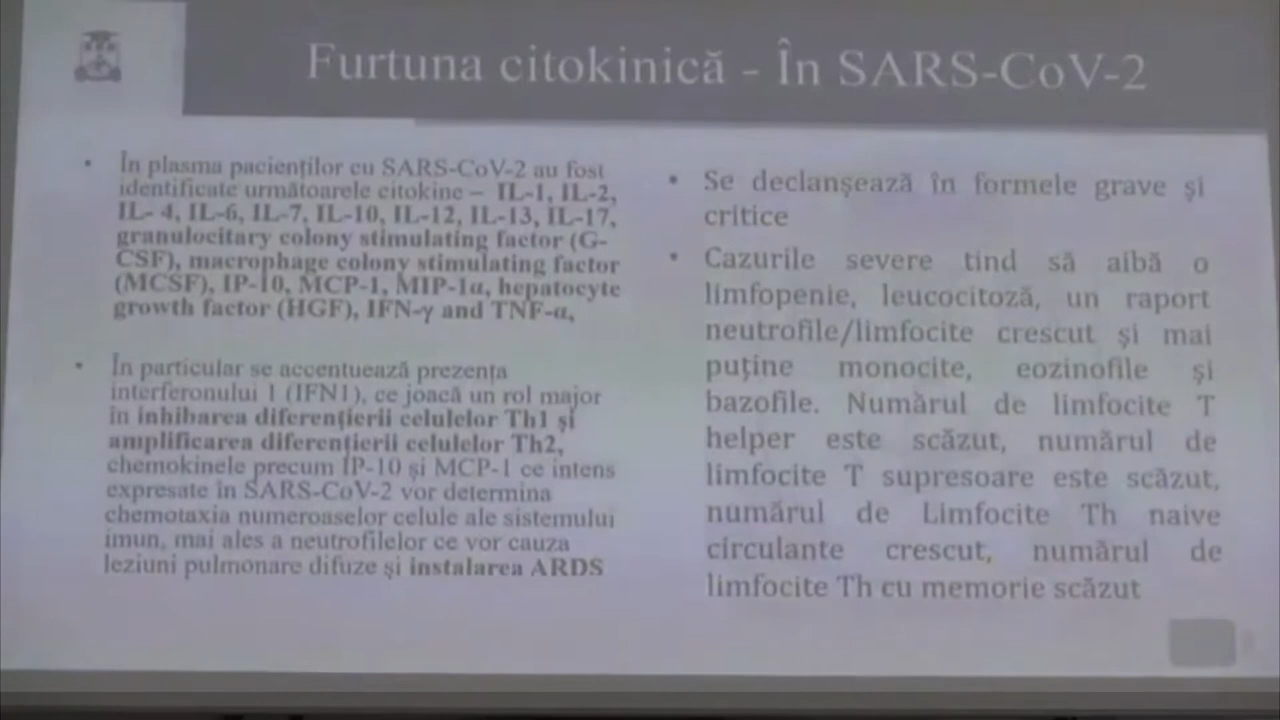 Furtuna citokinică - În SARS-CoV-2
• În plasma pacienților cu SARS-CoV-2 au fost
identificate următoarele citokine – IL-1, IL-2,
IL- 4, IL-6, IL-7, IL-10, IL-12, IL-13, IL-17,
granulocitary colony stimulating factor (G-
CSF), macrophage colony stimulating factor
(MCSF), IP-10, MCP-1, MIP-1α, hepatocyte
growth factor (HGF), IFN-γ and TNF-α,
• În particular se accentuează prezența
interferonului 1 (IFN1), ce joacă un rol major
în inhibarea diferențierii celulelor Th1 și
amplificarea diferențierii celulelor Th2,
chemokinele precum IP-10 și MCP-1 ce intens
expresate în SARS-CoV-2 vor determina
chemotaxia numeroaselor celule ale sistemului
imun, mai ales a neutrofilelor ce vor cauza
leziuni pulmonare difuze și instalarea ARDS
• Se declanșează în formele grave și
critice
• Cazurile severe tind să aibă o
limfopenie, leucocitoză, un raport
neutrofile/limfocite crescut și mai
puține monocite, eozinofile și
bazofile. Numărul de limfocite T
helper este scăzut, numărul de
limfocite T supresoare este scăzut,
numărul de Limfocite Th naive
circulante crescut, numărul de
limfocite Th cu memorie scăzut